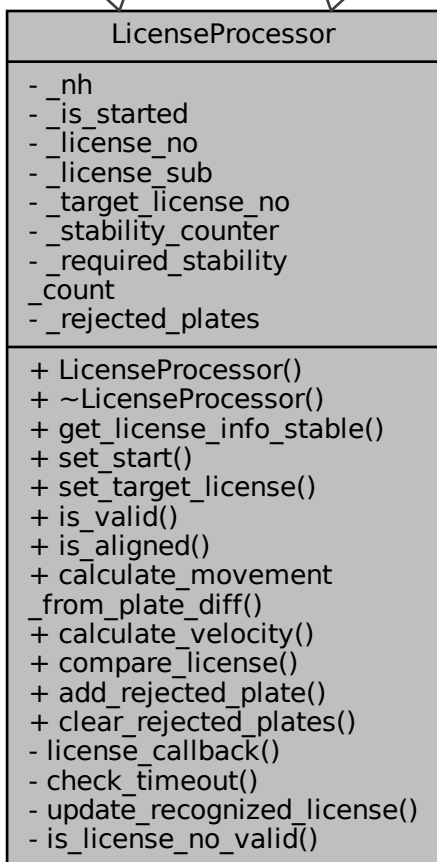 LicenseProcessor
- _nh
- _is_started
- _license_no
- _license_sub
- _target_license_no
- _stability_counter
- _required_stability
_count
- _rejected_plates
+ LicenseProcessor()
+ ~LicenseProcessor()
+ get_license_info_stable()
+ set_start()
+ set_target_license()
+ is_valid()
+ is_aligned()
+ calculate_movement
_from_plate_diff()
+ calculate_velocity()
+ compare_license()
+ add_rejected_plate()
+ clear_rejected_plates()
- license_callback()
- check_timeout()
- update_recognized_license()
- is_license_no_valid()